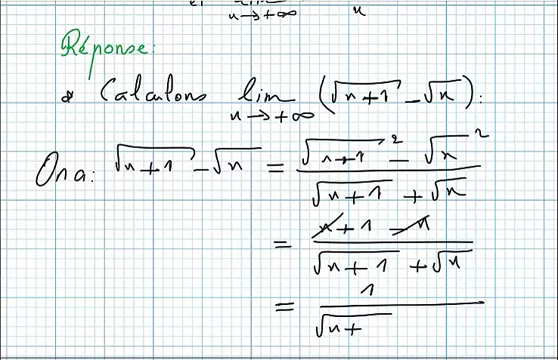 n→+∞ n
Réponse:
* Calculons lim (√n+1 - √n):
n→+∞
On a: √n+1 - √n = √n+1² - √n² / √n+1 + √n
= n+1-n / √n+1 + √n
= 1 / √n+